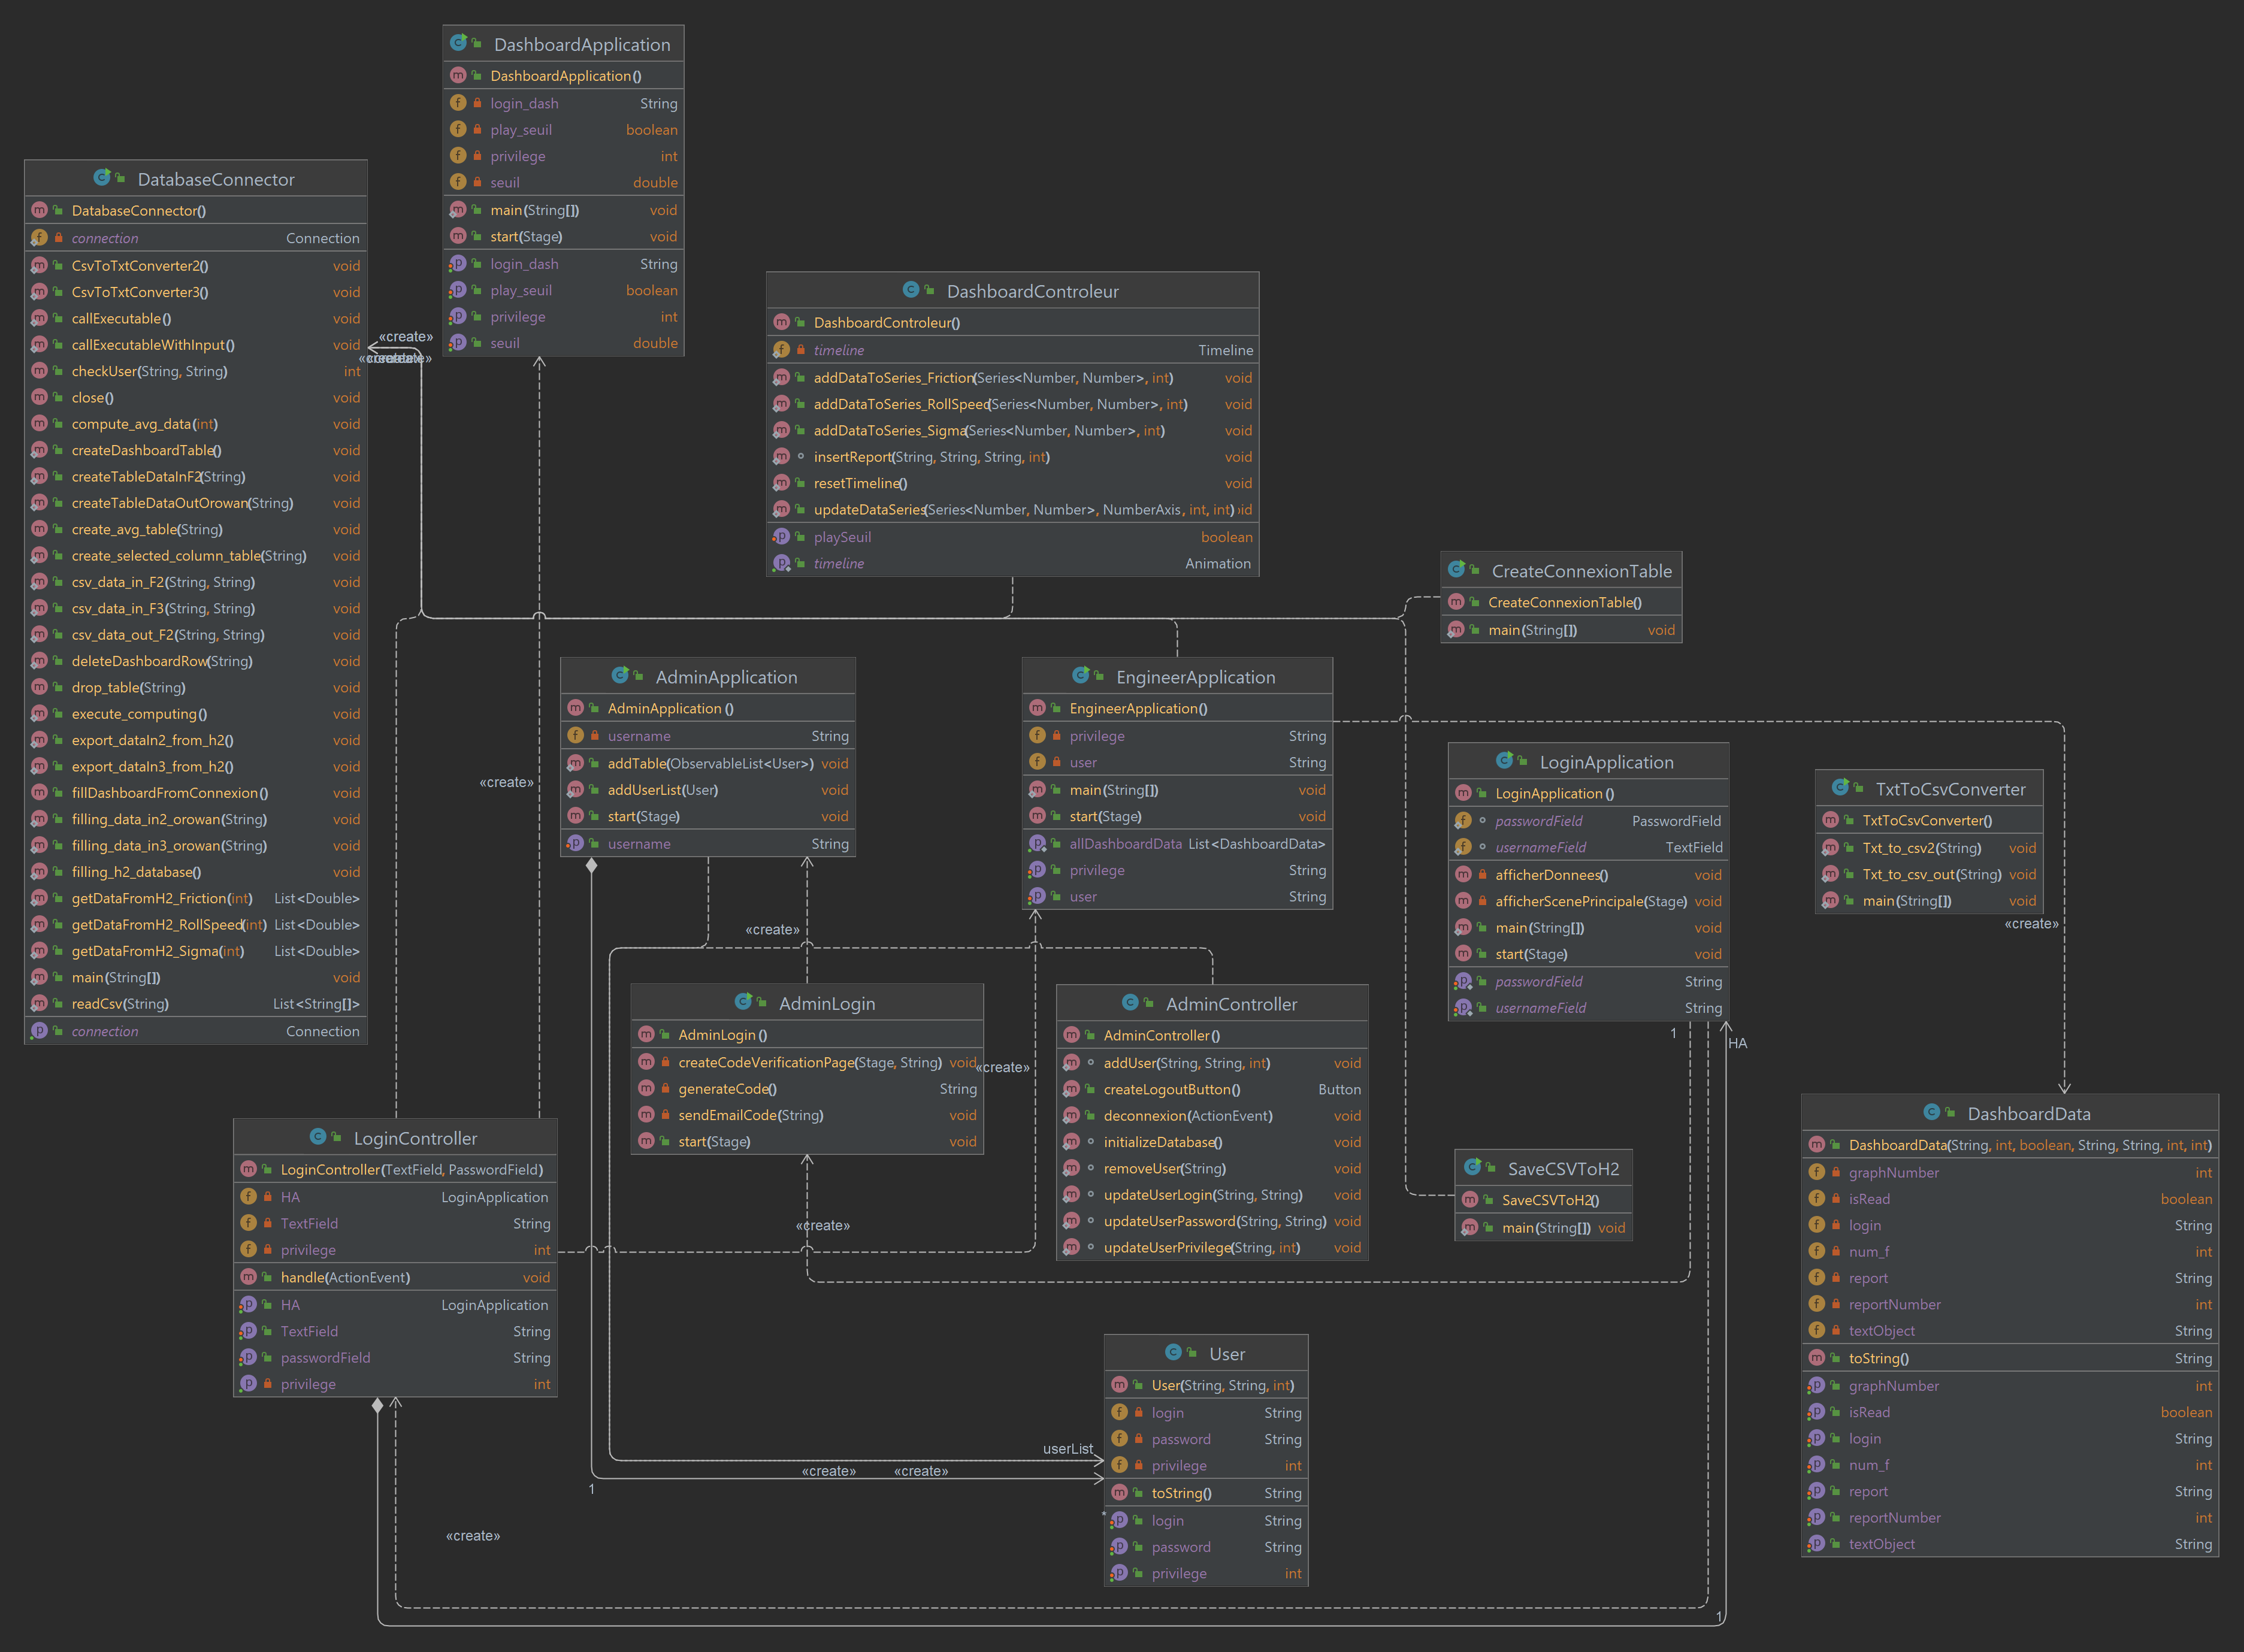 DashboardApplication
DashboardApplication()
login_dash String
play_seuil boolean
privilege int
seuil double
main(String[]) void
start(Stage) void
login_dash String
play_seuil boolean
privilege int
seuil double
DatabaseConnector
DatabaseConnector()
connection Connection
CsvToTxtConverter2() void
CsvToTxtConverter3() void
callExecutable() void
callExecutableWithInput() void
checkUser(String, String) int
close() void
compute_avg_data(int) void
createDashboardTable() void
createTableDataInF2(String) void
createTableDataOutOrowan(String) void
create_avg_table(String) void
create_selected_column_table(String) void
csv_data_in_F2(String, String) void
csv_data_in_F3(String, String) void
csv_data_out_F2(String, String) void
deleteDashboardRow(String) void
drop_table(String) void
execute_computing() void
export_dataIn2_from_h2() void
export_dataIn3_from_h2() void
fillDashboardFromConnexion() void
filling_data_in2_orowan(String) void
filling_data_in3_orowan(String) void
filling_h2_database() void
getDataFromH2_Friction(int) List<Double>
getDataFromH2_RollSpeed(int) List<Double>
getDataFromH2_Sigma(int) List<Double>
main(String[]) void
readCsv(String) List<String[]>
connection Connection
«create»
«create»
DashboardControleur
DashboardControleur()
timeline Timeline
addDataToSeries_Friction(Series<Number, Number>, int) void
addDataToSeries_RollSpeed(Series<Number, Number>, int) void
addDataToSeries_Sigma(Series<Number, Number>, int) void
insertReport(String, String, String, int) void
resetTimeline() void
updateDataSeries(Series<Number, Number>, NumberAxis, int, int)
playSeuil boolean
timeline Animation
CreateConnexionTable
CreateConnexionTable()
main(String[]) void
AdminApplication
AdminApplication()
username String
addTable(ObservableList<User>) void
addUserList(User) void
start(Stage) void
username String
EngineerApplication
EngineerApplication()
privilege String
user String
main(String[]) void
start(Stage) void
allDashboardData List<DashboardData>
privilege String
user String
LoginApplication
LoginApplication()
passwordField PasswordField
usernameField TextField
afficherDonnees() void
afficherScenePrincipale(Stage) void
main(String[]) void
start(Stage) void
passwordField String
usernameField String
TxtToCsvConverter
TxtToCsvConverter()
Txt_to_csv2(String) void
Txt_to_csv_out(String) void
main(String[]) void
«create»
«create»
«create»
AdminLogin
AdminLogin()
createCodeVerificationPage(Stage, String) void
generateCode() String
sendEmailCode(String) void
start(Stage) void
«create»
AdminController
AdminController()
addUser(String, String, int) void
createLogoutButton() Button
deconnexion(ActionEvent) void
initializeDatabase() void
removeUser(String) void
updateUserLogin(String, String) void
updateUserPassword(String, String) void
updateUserPrivilege(String, int) void
1
HA
DashboardData
DashboardData(String, int, boolean, String, String, int, int)
graphNumber int
isRead boolean
login String
num_f int
report String
reportNumber int
textObject String
toString() String
graphNumber int
isRead boolean
login String
num_f int
report String
reportNumber int
textObject String
LoginController
LoginController(TextField, PasswordField)
HA LoginApplication
TextField String
privilege int
handle(ActionEvent) void
HA LoginApplication
TextField String
passwordField String
privilege int
SaveCSVToH2
SaveCSVToH2()
main(String[]) void
«create»
User
User(String, String, int)
login String
password String
privilege int
toString() String
login String
password String
privilege int
userList
«create» «create»
1
*
«create»
1